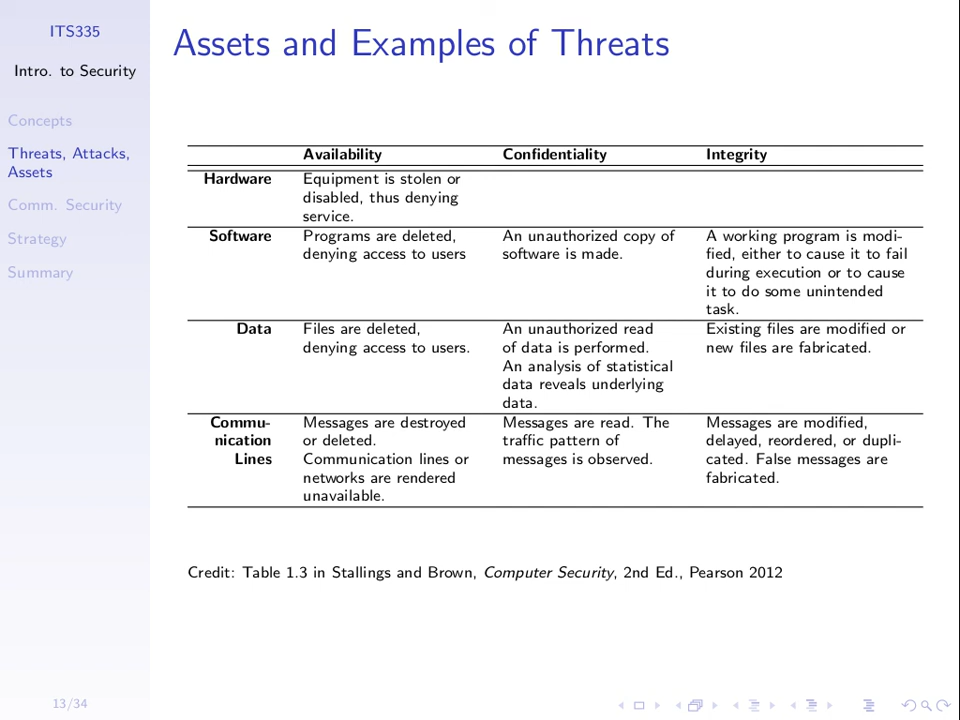 ITS335
Intro. to Security
Concepts
Threats, Attacks,
Assets
Comm. Security
Strategy
Summary
13/34
Assets and Examples of Threats
Availability Confidentiality Integrity
Hardware
Equipment is stolen or
disabled, thus denying
service.
Software
Programs are deleted,
denying access to users
An unauthorized copy of
software is made.
A working program is modi-
fied, either to cause it to fail
during execution or to cause
it to do some unintended
task.
Data
Files are deleted,
denying access to users.
An unauthorized read
of data is performed.
An analysis of statistical
data reveals underlying
data.
Existing files are modified or
new files are fabricated.
Commu-
nication
Lines
Messages are destroyed
or deleted.
Communication lines or
networks are rendered
unavailable.
Messages are read. The
traffic pattern of
messages is observed.
Messages are modified,
delayed, reordered, or dupli-
cated. False messages are
fabricated.
Credit: Table 1.3 in Stallings and Brown, Computer Security, 2nd Ed., Pearson 2012